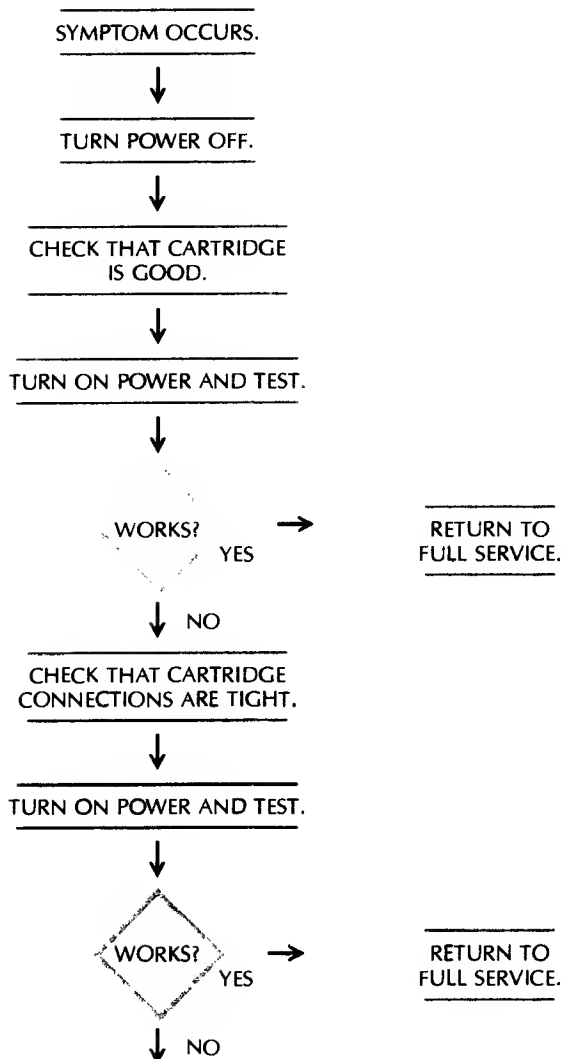 SYMPTOM OCCURS.
TURN POWER OFF.
CHECK THAT CARTRIDGE
IS GOOD.
TURN ON POWER AND TEST.
WORKS?
YES
RETURN TO
FULL SERVICE.
NO
CHECK THAT CARTRIDGE
CONNECTIONS ARE TIGHT.
TURN ON POWER AND TEST.
WORKS?
YES
RETURN TO
FULL SERVICE.
NO